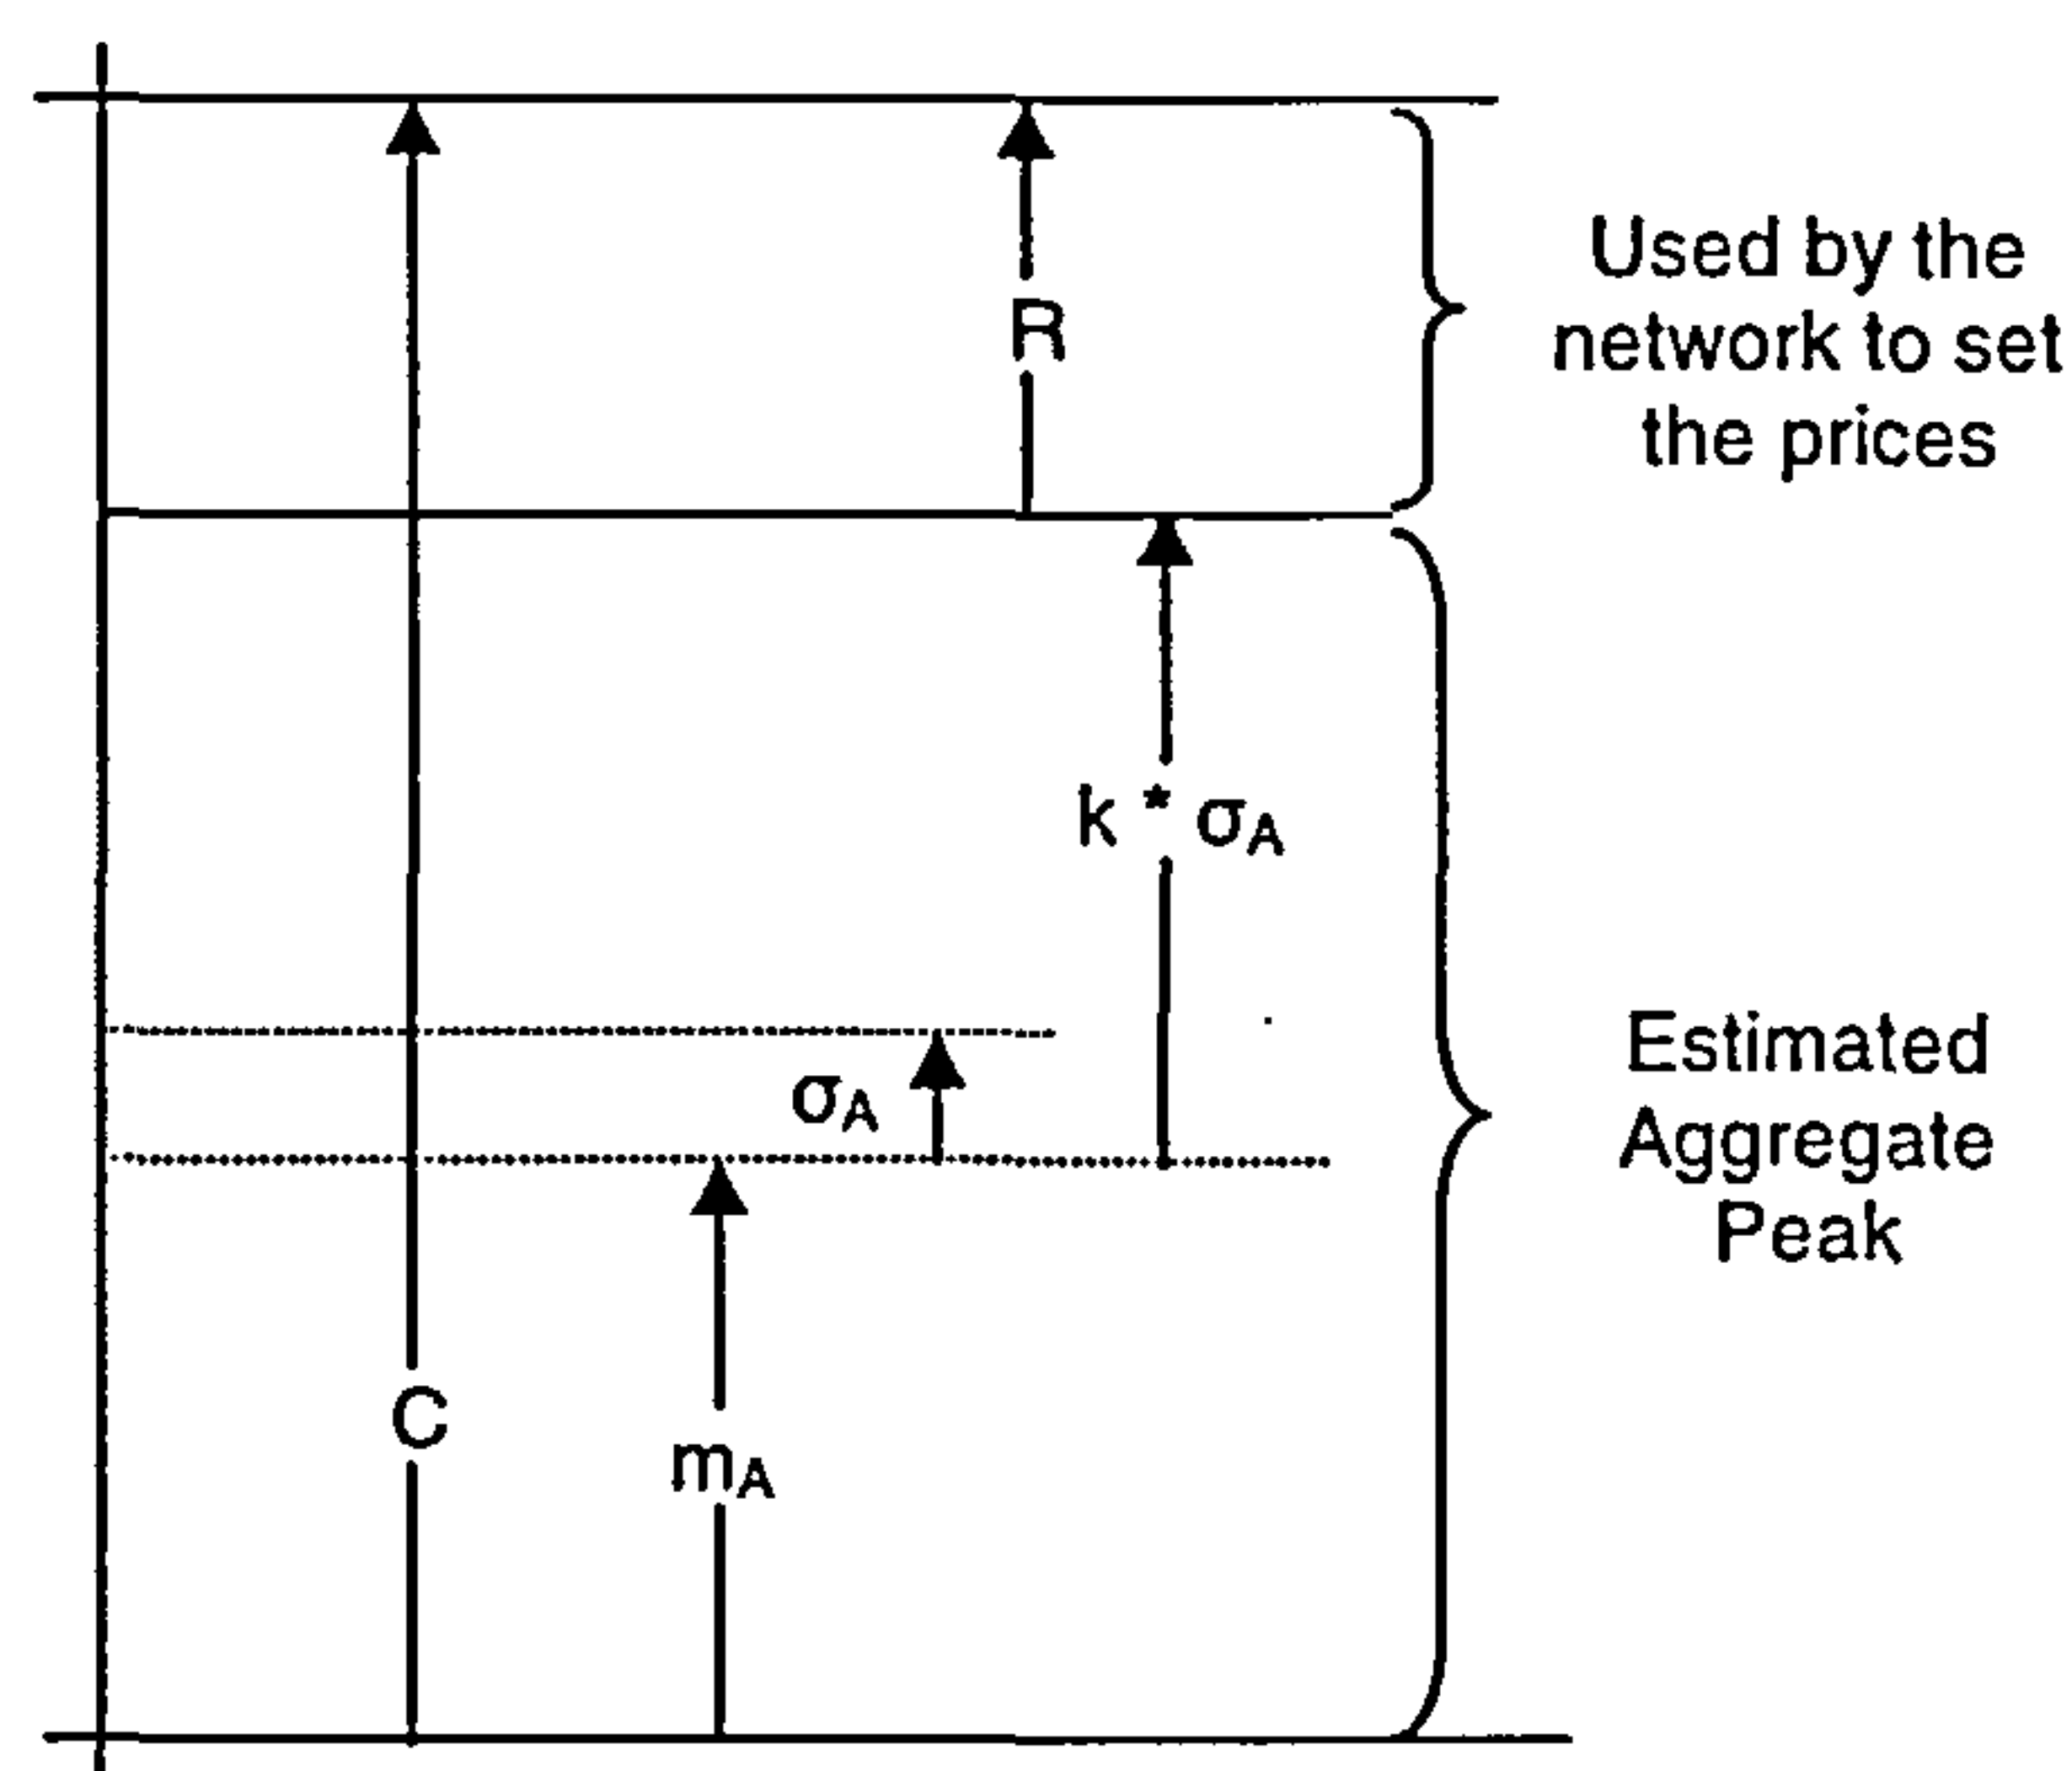 Used by the
network to set
the prices
R
k * σA
Estimated
Aggregate
Peak
σA
C
mA